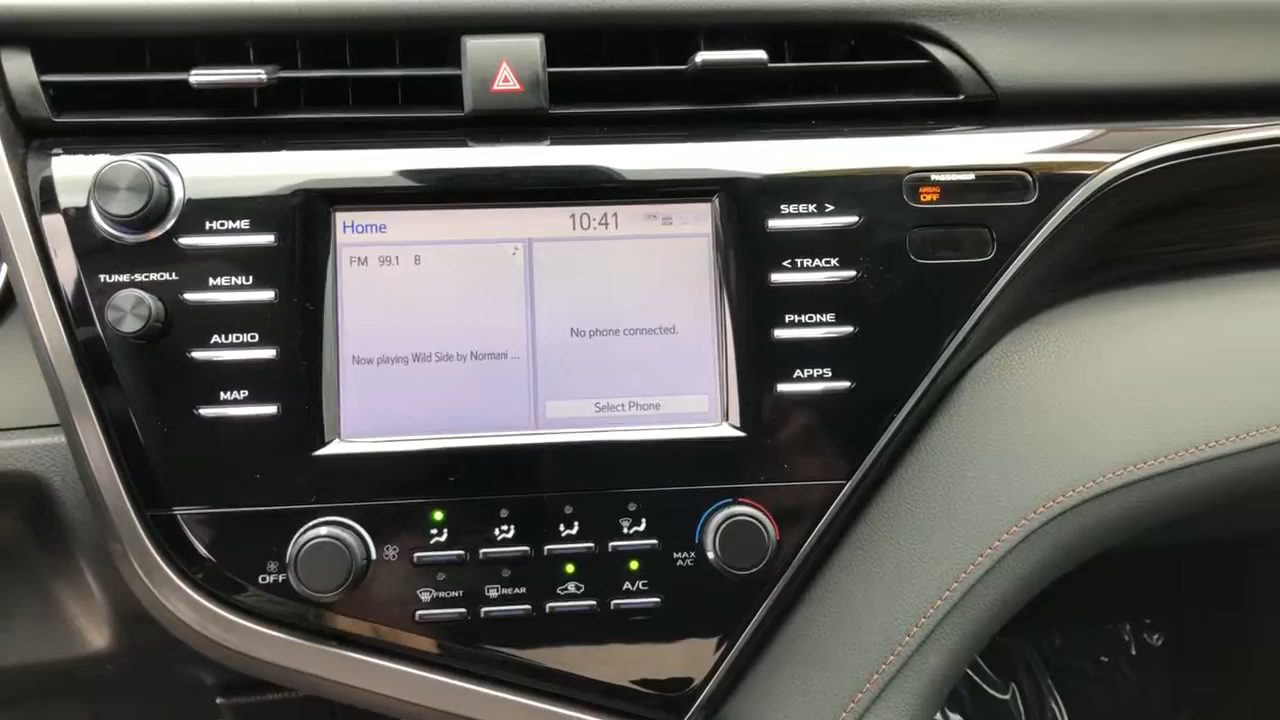 PASSENGER
AIRBAG
OFF
HOME
TUNE·SCROLL
MENU
AUDIO
MAP
Home
10:41
FM 99.1 B
Now playing Wild Side by Normani ...
No phone connected.
Select Phone
SEEK >
< TRACK
PHONE
APPS
OFF
MAX
A/C
FRONT
REAR
A/C